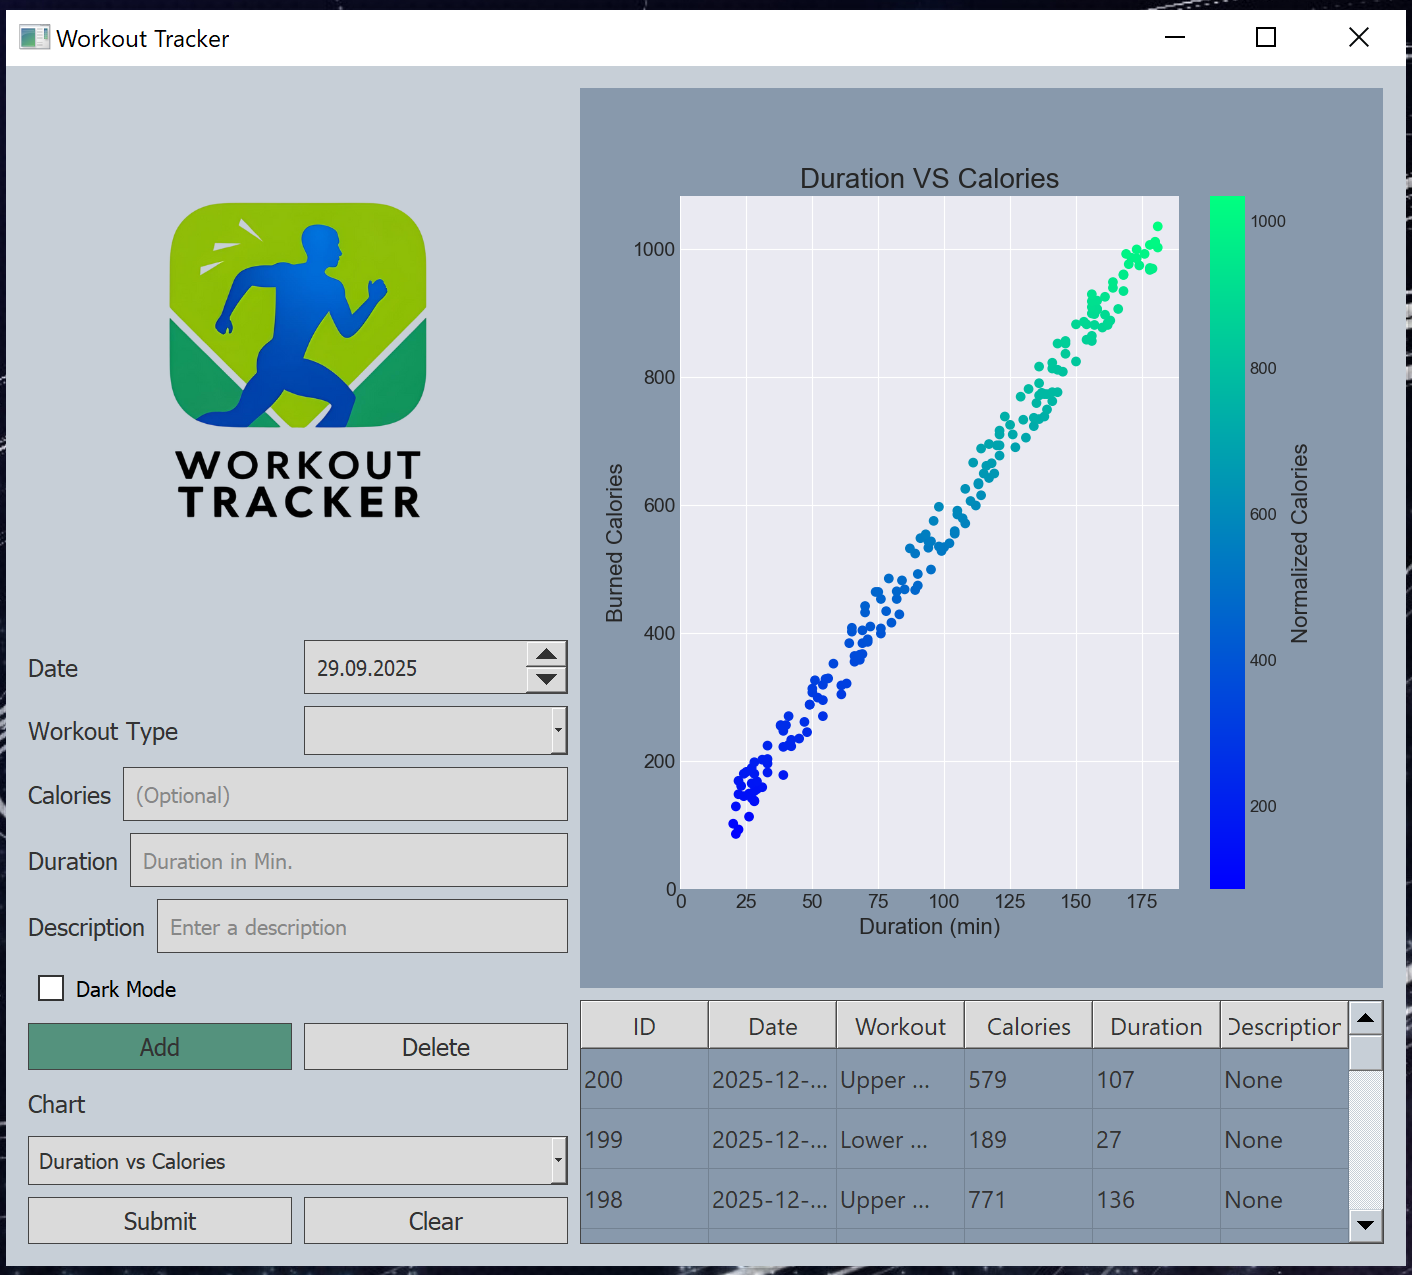 Workout Tracker
WORKOUT
TRACKER
Date
29.09.2025
Workout Type
Calories
(Optional)
Duration
Duration in Min.
Description
Enter a description
Dark Mode
Add
Delete
Chart
Duration vs Calories
Submit
Clear
Duration VS Calories
Burned Calories
1000
800
600
400
200
0
0 25 50 75 100 125 150 175
Duration (min)
1000
800
600
400
200
Normalized Calories
ID Date Workout Calories Duration Description
200 2025-12-... Upper ... 579 107 None
199 2025-12-... Lower ... 189 27 None
198 2025-12-... Upper ... 771 136 None